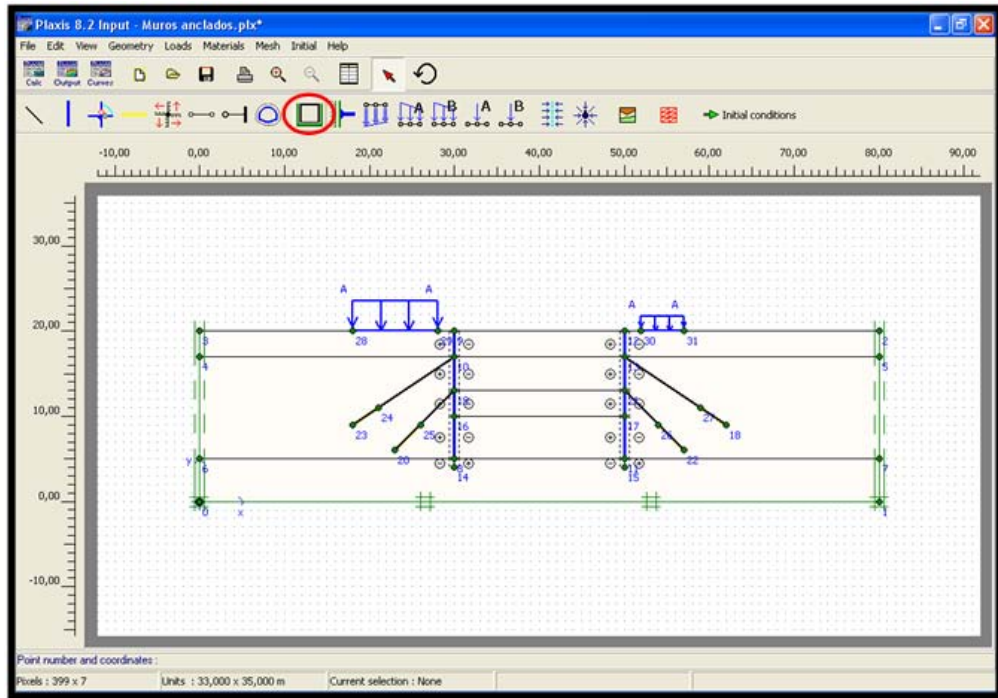 Plaxis 8.2 Input - Muros anclados.plx*
File Edit View Geometry Loads Materials Mesh Initial Help
Calc Output Curves
A B A B Initial conditions
-10,00 0,00 10,00 20,00 30,00 40,00 50,00 60,00 70,00 80,00 90,00
30,00
A A
A A
20,00
3 28 30 31 2
4 10 5
24 27
10,00
23 25 16 17 26 18
y 6 20 22 7
14 15
0,00
0 x 1
-10,00
Point number and coordinates :
Pixels : 399 x 7 Units : 33,000 x 35,000 m Current selection : None